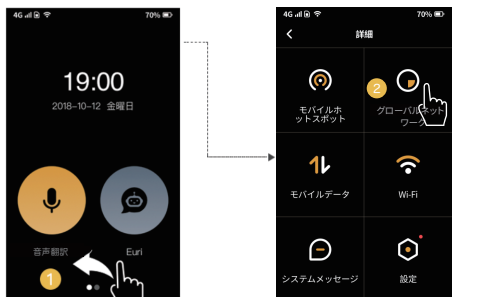 4G 70%
19:00
2018-10-12 金曜日
音声翻訳 Euri
1
4G 70%
詳細
モバイルホ
ットスポット
2
グローバルネット
ワーク
モバイルデータ Wi-Fi
システムメッセージ 設定